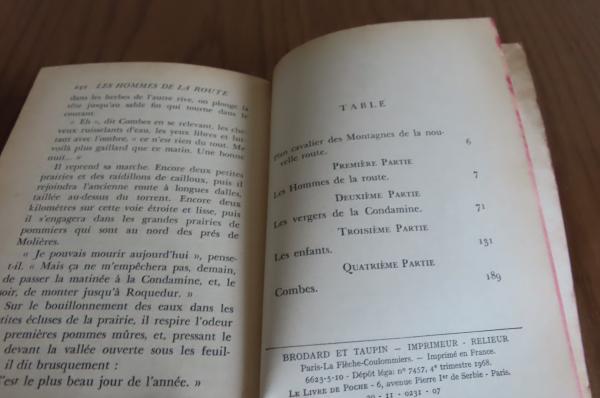 252 LES HOMMES DE LA ROUTE
dans les herbes de l'autre rive, on plonge la
tête jusqu'au sable fin qui tourne dans le
courant.
« Eh », dit Combes en se relevant, les che-
veux ruisselants d'eau, les yeux libres et lut-
tant avec l'ombre, « ce n'est rien du tout. Me
voilà plus gaillard que ce matin. Une bonne
nuit... »
Il reprend sa marche. Encore deux petites
prairies et des raidillons de cailloux, puis il
rejoindra l'ancienne route à longues dalles,
taillée au-dessus du torrent. Encore deux
kilomètres sur cette voie étroite et lisse, puis
il s'engagera dans les grandes prairies de
pommiers qui sont au nord des prés de
Molières.
« Je pouvais mourir aujourd'hui », pense-
t-il. « Mais ça ne m'empêchera pas, demain,
de passer la matinée à la Condamine, et, le
soir, de monter jusqu'à Roquedur. »
Sur le bouillonnement des eaux dans les
petites écluses de la prairie, il respire l'odeur
premières pommes mûres, et, pressant le
devant la vallée ouverte sous les feuil-
il dit brusquement :
C'est le plus beau jour de l'année. »
TABLE
cavalier des Montagnes de la nou-
velle route. 6
PREMIÈRE PARTIE
Les Hommes de la route. 7
DEUXIÈME PARTIE
Les vergers de la Condamine. 71
TROISIÈME PARTIE
Les enfants. 131
QUATRIÈME PARTIE
Combes. 189
BRODARD ET TAUPIN — IMPRIMEUR - RELIEUR
Paris-La Flèche-Coulommiers. — Imprimé en France.
6623-5-10 - Dépôt légal n° 7457, 4e trimestre 1968.
LE LIVRE DE POCHE - 6, avenue Pierre Ier de Serbie - Paris.
30 - 11 - 0231 - 07